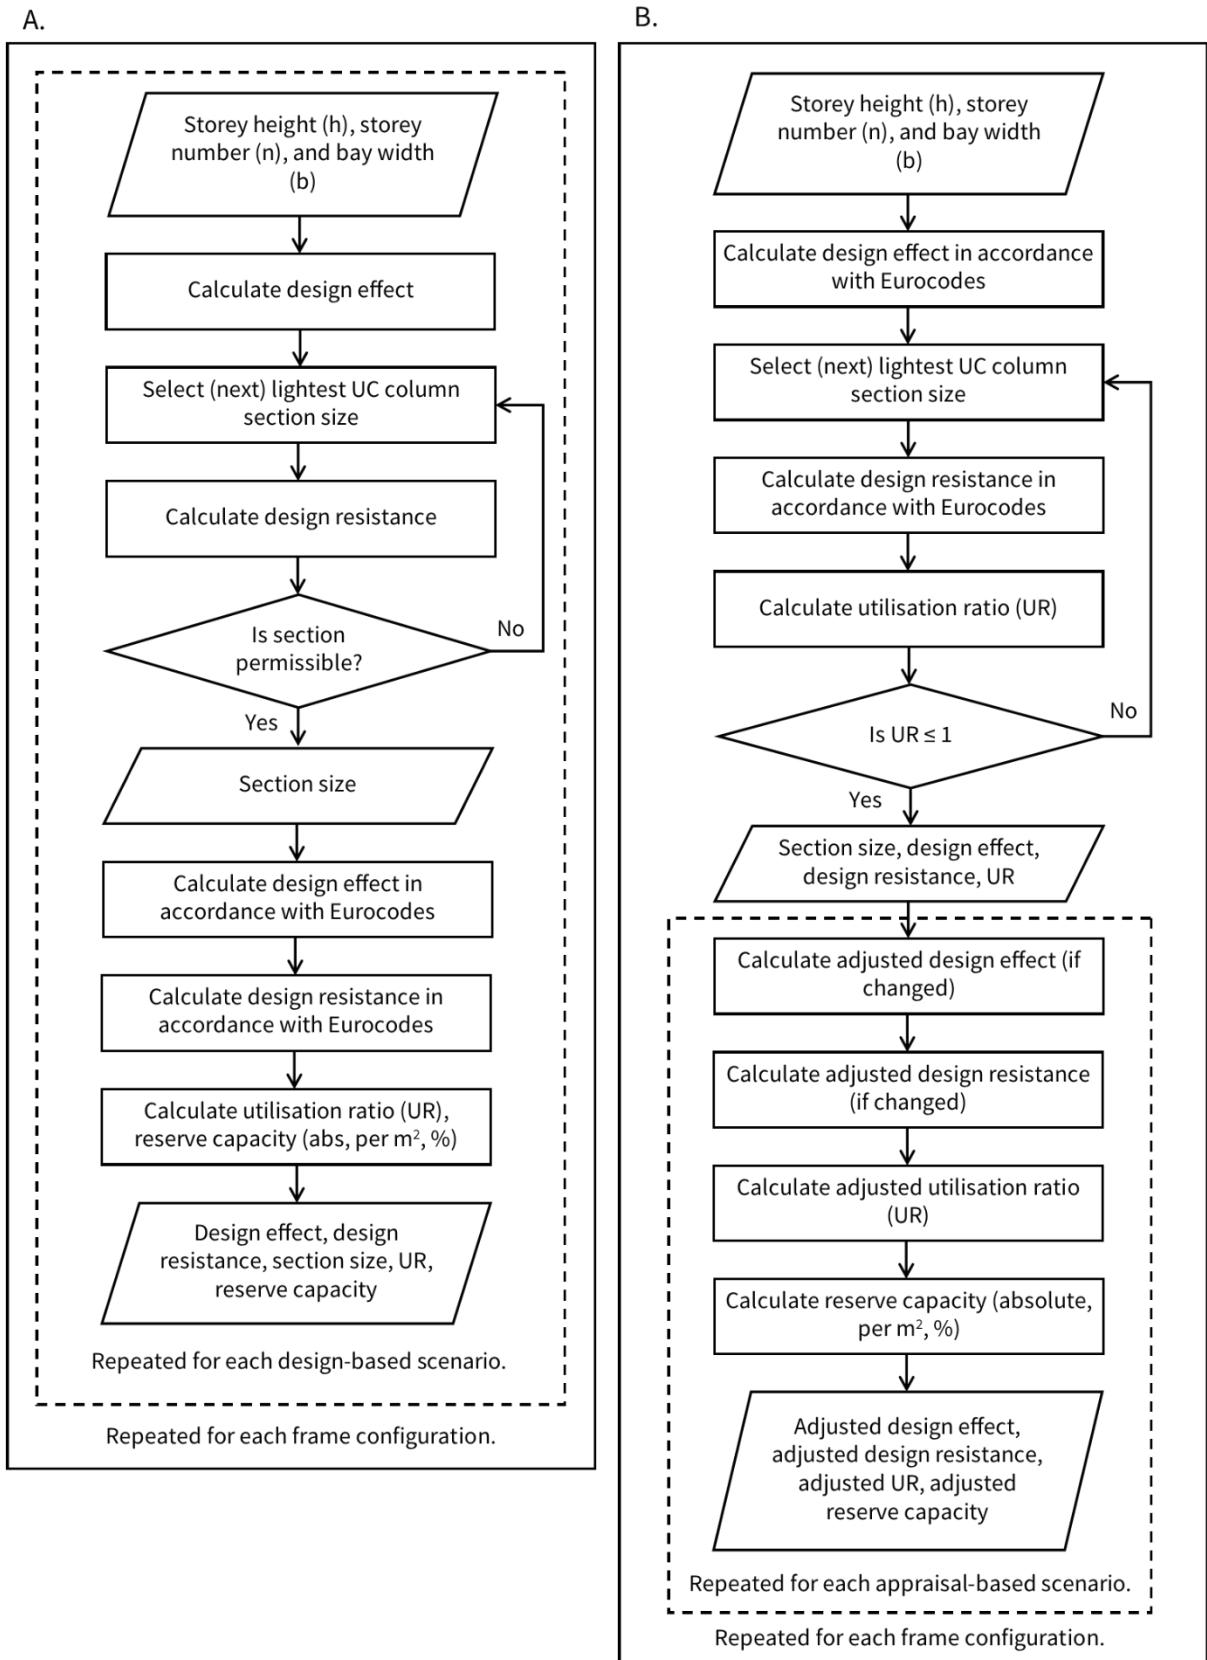 A.
Storey height (h), storey
number (n), and bay width
(b)
Calculate design effect
Select (next) lightest UC column
section size
Calculate design resistance
Is section
permissible?
No
Yes
Section size
Calculate design effect in
accordance with Eurocodes
Calculate design resistance in
accordance with Eurocodes
Calculate utilisation ratio (UR),
reserve capacity (abs, per m², %)
Design effect, design
resistance, section size, UR,
reserve capacity
Repeated for each design-based scenario.
Repeated for each frame configuration.
B.
Storey height (h), storey
number (n), and bay width
(b)
Calculate design effect in accordance
with Eurocodes
Select (next) lightest UC column
section size
Calculate design resistance in
accordance with Eurocodes
Calculate utilisation ratio (UR)
Is UR ≤ 1
No
Yes
Section size, design effect,
design resistance, UR
Calculate adjusted design effect (if
changed)
Calculate adjusted design resistance
(if changed)
Calculate adjusted utilisation ratio
(UR)
Calculate reserve capacity (absolute,
per m², %)
Adjusted design effect,
adjusted design resistance,
adjusted UR, adjusted
reserve capacity
Repeated for each appraisal-based scenario.
Repeated for each frame configuration.